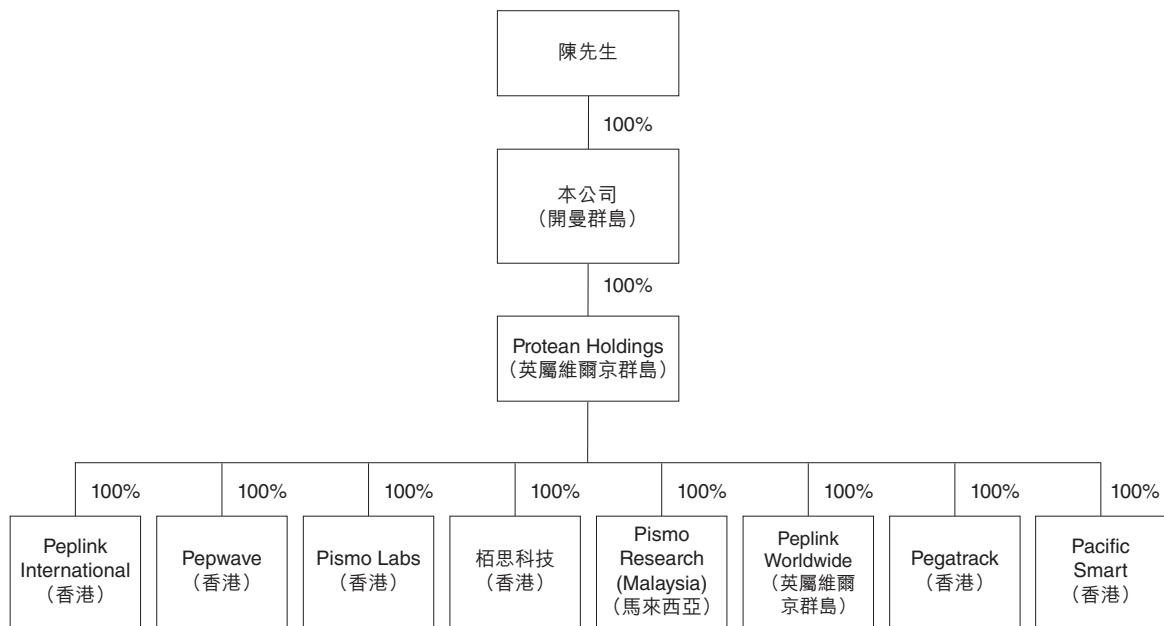 陳先生
100%
本公司
（開曼群島）
100%
Protean Holdings
（英屬維爾京群島）
100%
100%
100%
100%
100%
100%
100%
100%
Peplink
International
（香港）
Pepwave
（香港）
Pismo Labs
（香港）
栢思科技
（香港）
Pismo
Research
(Malaysia)
（馬來西亞）
Peplink
Worldwide
（英屬維爾
京群島）
Pegatrack
（香港）
Pacific
Smart
（香港）